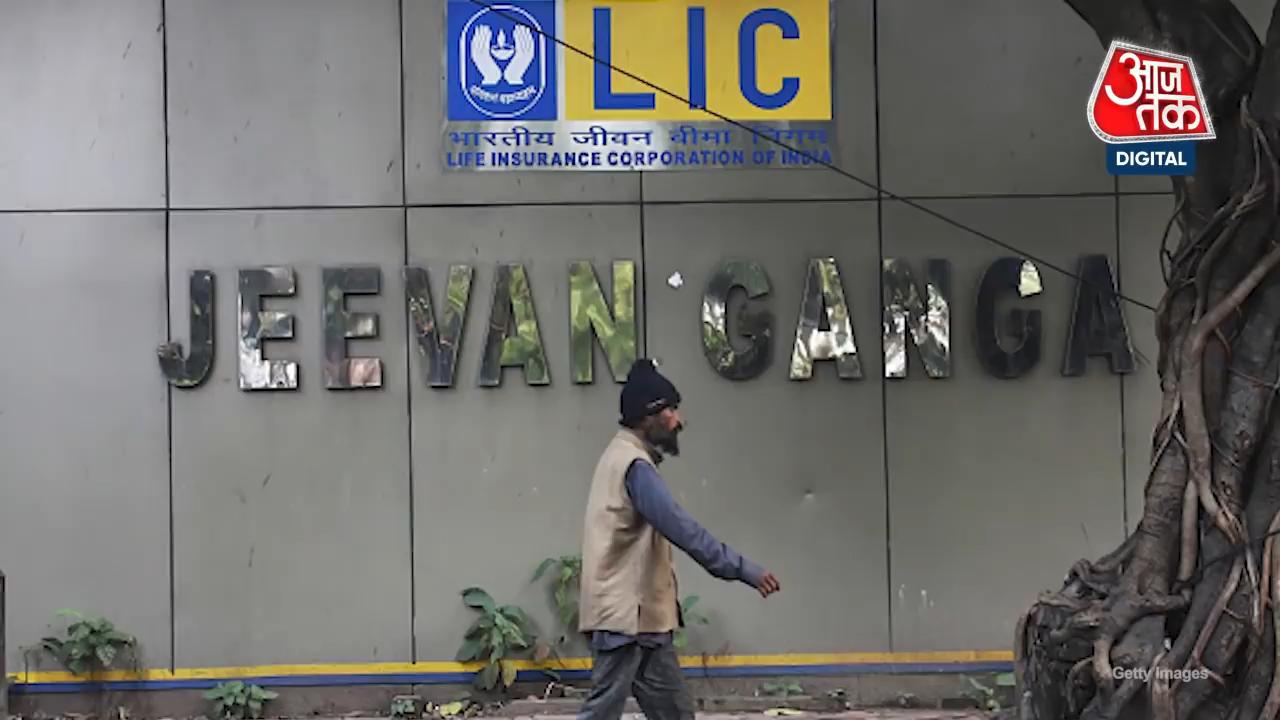 LIC
भारतीय जीवन बीमा निगम
LIFE INSURANCE CORPORATION OF INDIA
आज
तक
DIGITAL
JEEVAN GANGA
Getty Images